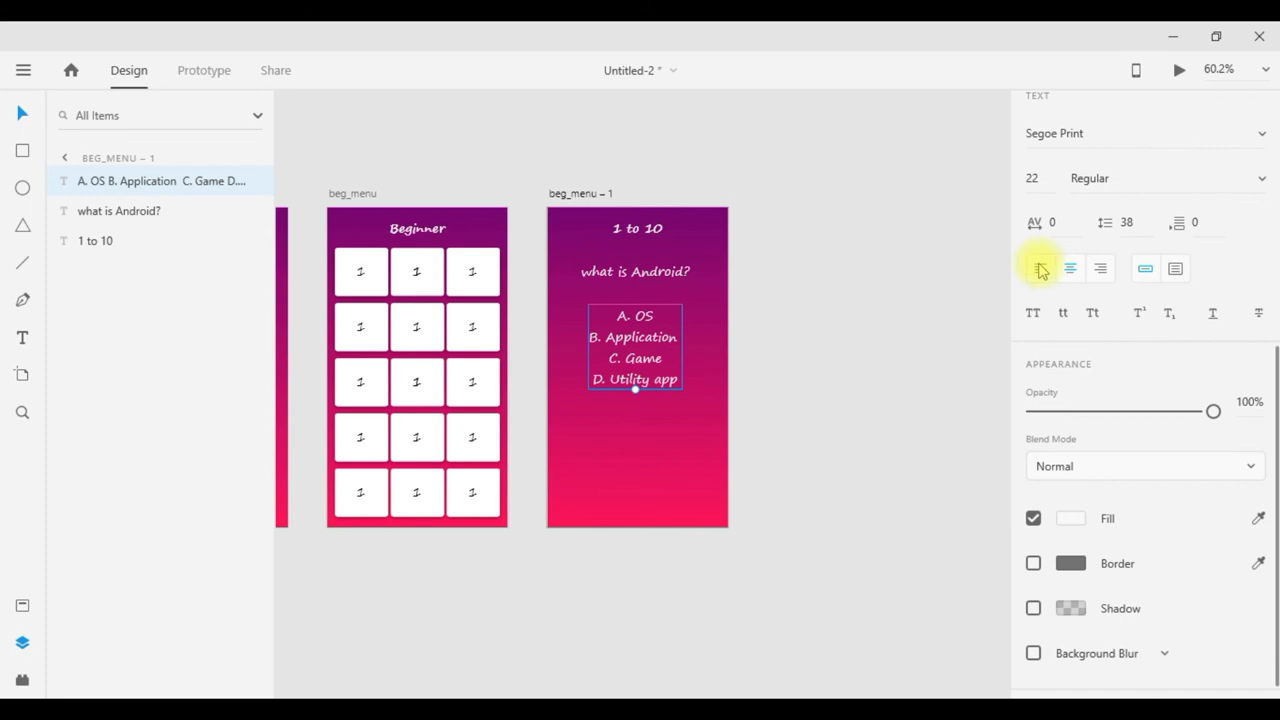 Design
Prototype
Share
Untitled-2 *
60.2%
All Items
BEG_MENU – 1
T A. OS B. Application C. Game D....
T what is Android?
T 1 to 10
beg_menu
Beginner
1 1 1
1 1 1
1 1 1
1 1 1
1 1 1
beg_menu – 1
1 to 10
what is Android?
A. OS
B. Application
C. Game
D. Utility app
TEXT
Segoe Print
22 Regular
AV 0 38 0
TT tt Tt T¹ T₁ T T
APPEARANCE
Opacity
100%
Blend Mode
Normal
Fill
Border
Shadow
Background Blur